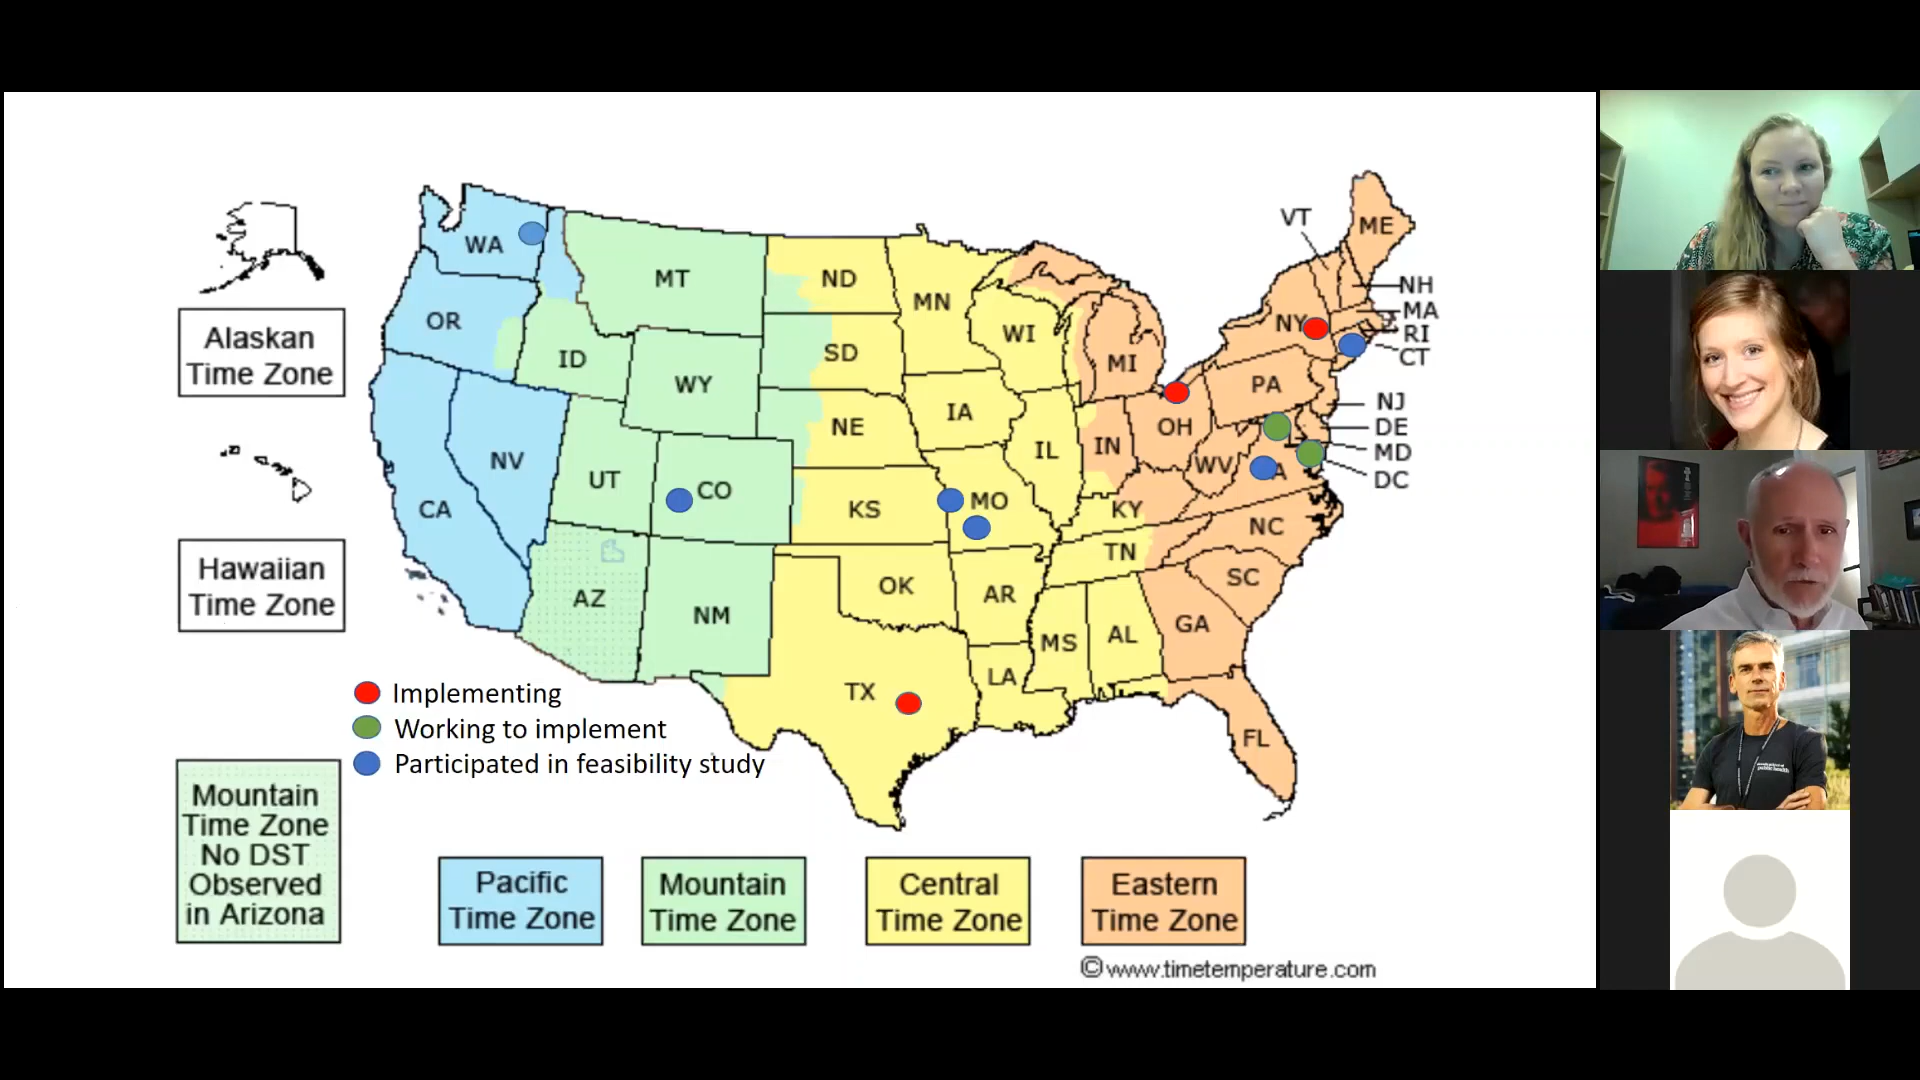 VT
ME
WA
MT
ND
MN
NH
MA
RI
CT
OR
ID
SD
WI
MI
NY
WY
IA
PA
NJ
DE
MD
DC
NV
UT
CO
NE
IL
IN
OH
WV
A
CA
KS
MO
KY
NC
TN
AZ
NM
OK
AR
SC
TX
LA
MS
AL
GA
FL
Alaskan
Time Zone
Hawaiian
Time Zone
Implementing
Working to implement
Participated in feasibility study
Mountain
Time Zone
No DST
Observed
in Arizona
Pacific
Time Zone
Mountain
Time Zone
Central
Time Zone
Eastern
Time Zone
©www.timetemperature.com
public health